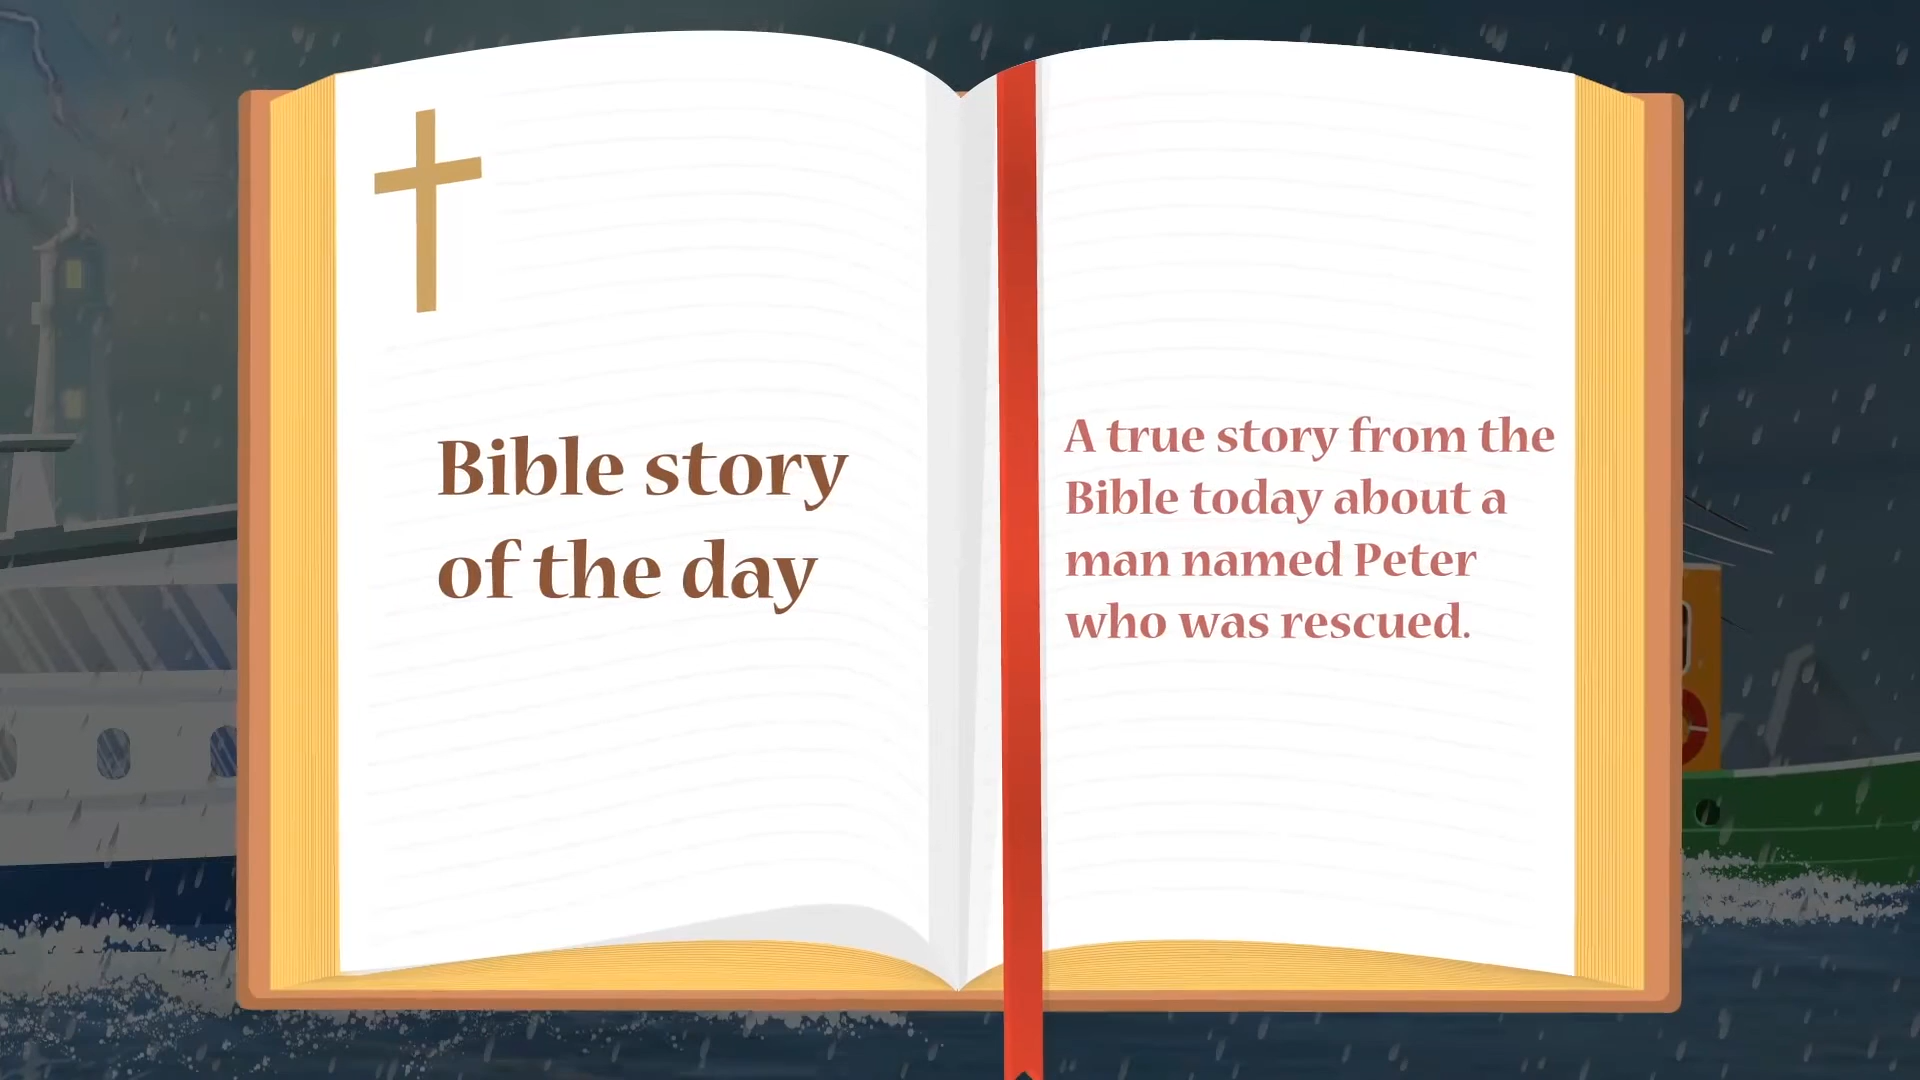 Bible story
of the day
A true story from the
Bible today about a
man named Peter
who was rescued.